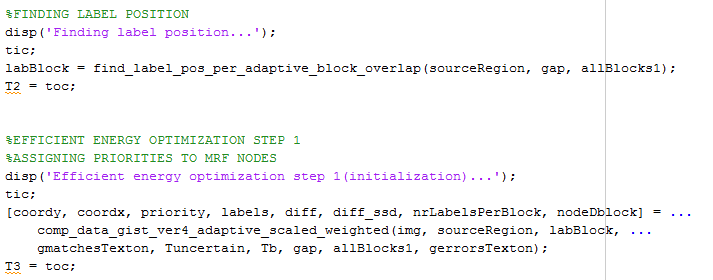 %FINDING LABEL POSITION
disp('Finding label position...');
tic;
labBlock = find_label_pos_per_adaptive_block_overlap(sourceRegion, gap, allBlocks1);
T2 = toc;
%EFFICIENT ENERGY OPTIMIZATION STEP 1
%ASSIGNING PRIORITIES TO MRF NODES
disp('Efficient energy optimization step 1(initialization)...');
tic;
[coordy, coordx, priority, labels, diff, diff_ssd, nrLabelsPerBlock, nodeDblock] = ...
    comp_data_gist_ver4_adaptive_scaled_weighted(img, sourceRegion, labBlock, ...
    gmatchesTexton, Tuncertain, Tb, gap, allBlocks1, gerrorsTexton);
T3 = toc;